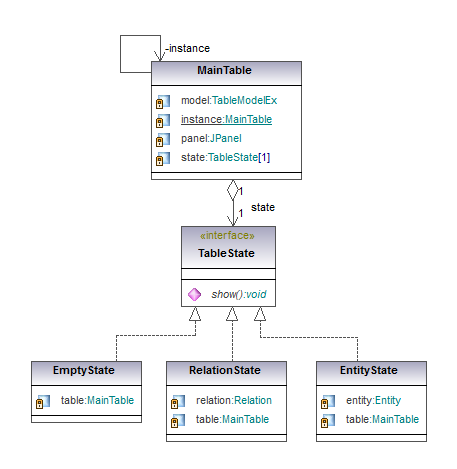 -instance
MainTable
model:TableModelEx
instance:MainTable
panel:JPanel
state:TableState[1]
1
state
1
«interface»
TableState
show():void
EmptyState
table:MainTable
RelationState
relation:Relation
table:MainTable
EntityState
entity:Entity
table:MainTable